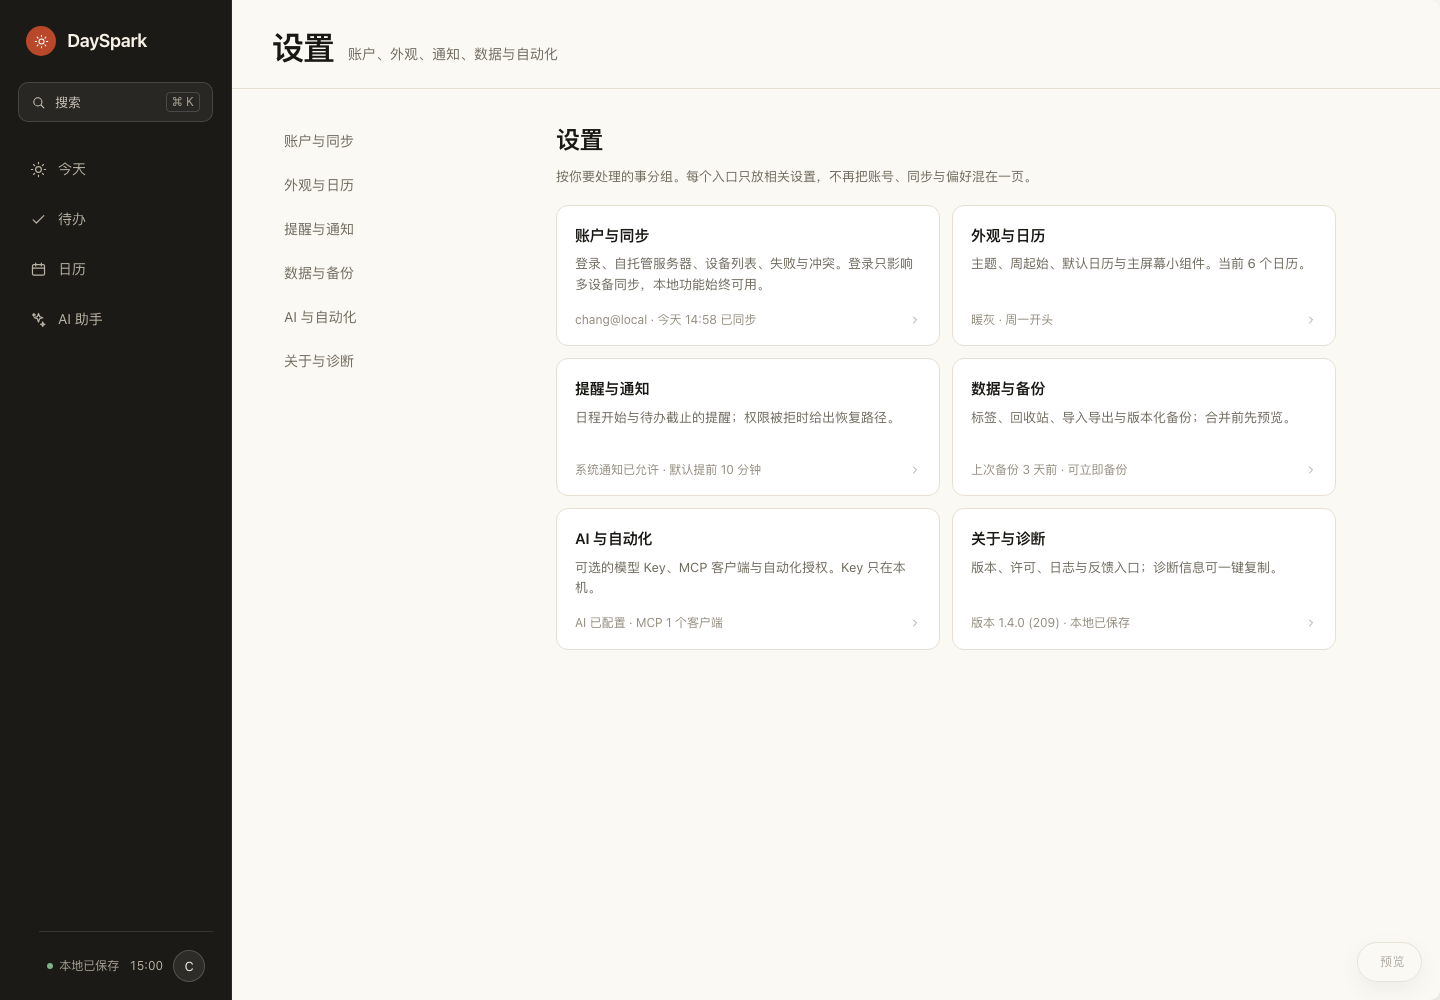 DaySpark
搜索
⌘ K
今天
待办
日历
AI 助手
本地已保存 15:00
C
设置
账户、外观、通知、数据与自动化
账户与同步
外观与日历
提醒与通知
数据与备份
AI 与自动化
关于与诊断
设置
按你要处理的事分组。每个入口只放相关设置，不再把账号、同步与偏好混在一页。
账户与同步
登录、自托管服务器、设备列表、失败与冲突。登录只影响
多设备同步，本地功能始终可用。
chang@local · 今天 14:58 已同步
外观与日历
主题、周起始、默认日历与主屏幕小组件。当前 6 个日历。
暖灰 · 周一开头
提醒与通知
日程开始与待办截止的提醒；权限被拒时给出恢复路径。
系统通知已允许 · 默认提前 10 分钟
数据与备份
标签、回收站、导入导出与版本化备份；合并前先预览。
上次备份 3 天前 · 可立即备份
AI 与自动化
可选的模型 Key、MCP 客户端与自动化授权。Key 只在本
机。
AI 已配置 · MCP 1 个客户端
关于与诊断
版本、许可、日志与反馈入口；诊断信息可一键复制。
版本 1.4.0 (209) · 本地已保存
预览